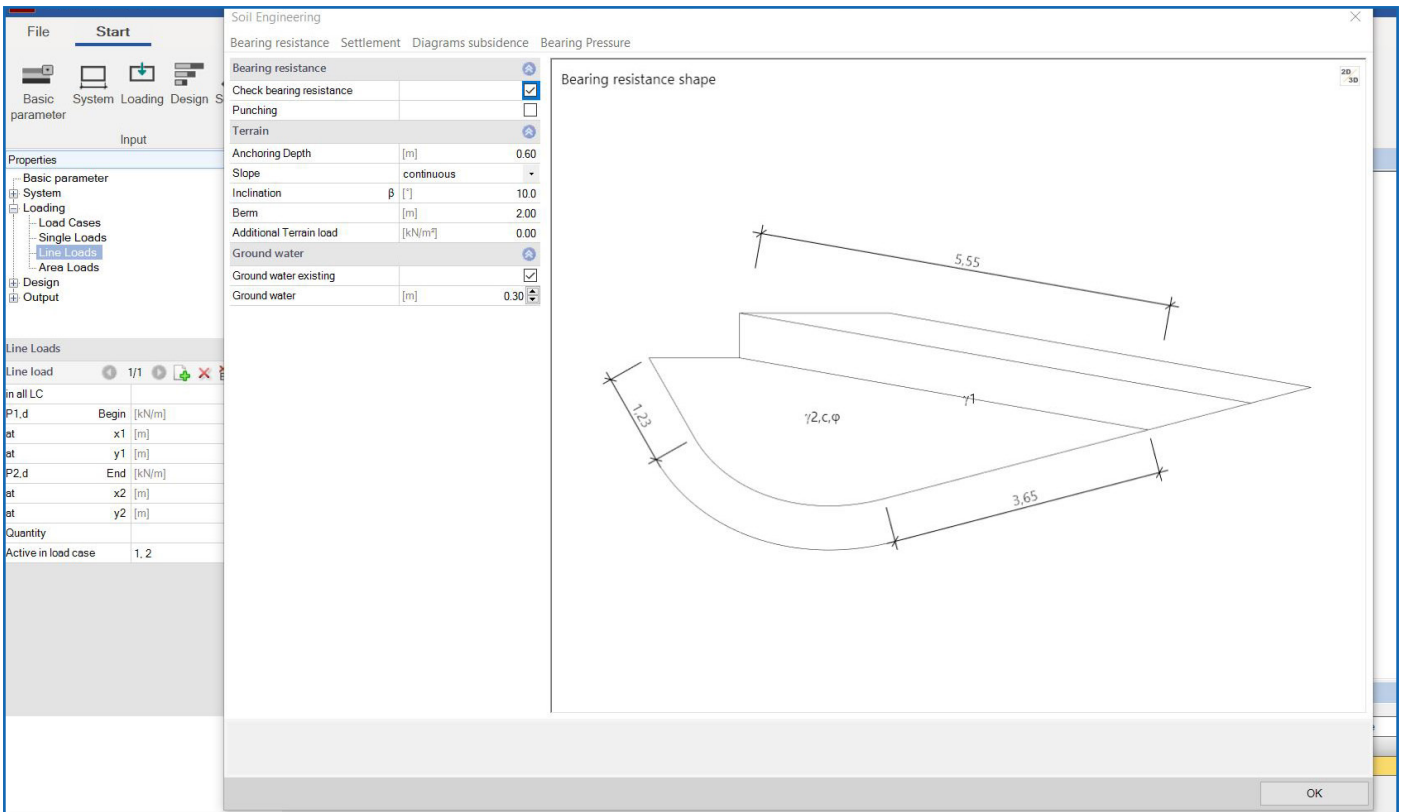 File Start
Basic parameter
System Loading Design S
Input
Properties
Basic parameter
System
Loading
Load Cases
Single Loads
Line Loads
Area Loads
Design
Output
Line Loads
Line load 1/1
in all LC
P1,d Begin [kN/m]
at x1 [m]
at y1 [m]
P2,d End [kN/m]
at x2 [m]
at y2 [m]
Quantity
Active in load case 1, 2
Soil Engineering
Bearing resistance Settlement Diagrams subsidence Bearing Pressure
Bearing resistance
Check bearing resistance
Punching
Terrain
Anchoring Depth [m] 0.60
Slope continuous
Inclination β [°] 10.0
Berm [m] 2.00
Additional Terrain load [kN/m²] 0.00
Ground water
Ground water existing
Ground water [m] 0.30
Bearing resistance shape
2D/3D
5,55
1,23
γ1
γ2,c,φ
3,65
OK